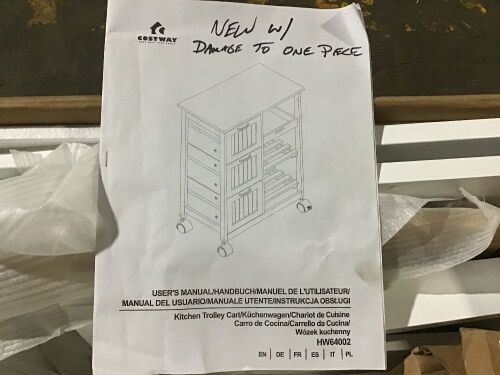 NEW W/
DAMAGE TO ONE PIECE
COSTWAY
USER'S MANUAL/HANDBUCH/MANUEL DE L'UTILISATEUR/
MANUAL DEL USUARIO/MANUALE UTENTE/INSTRUKCJA OBSŁUGI
Kitchen Trolley Cart/Küchenwagen/Chariot de Cuisine
Carro de Cocina/Carrello da Cucina/
Wózek kuchenny
HW64002
EN | DE | FR | ES | IT | PL